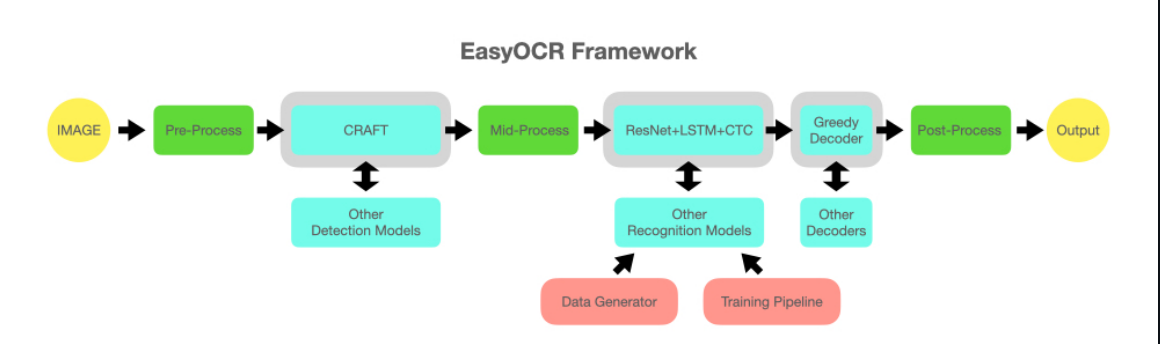 EasyOCR Framework
IMAGE
Pre-Process
CRAFT
Mid-Process
ResNet+LSTM+CTC
Greedy
Decoder
Post-Process
Output
Other
Detection Models
Other
Recognition Models
Other
Decoders
Data Generator
Training Pipeline